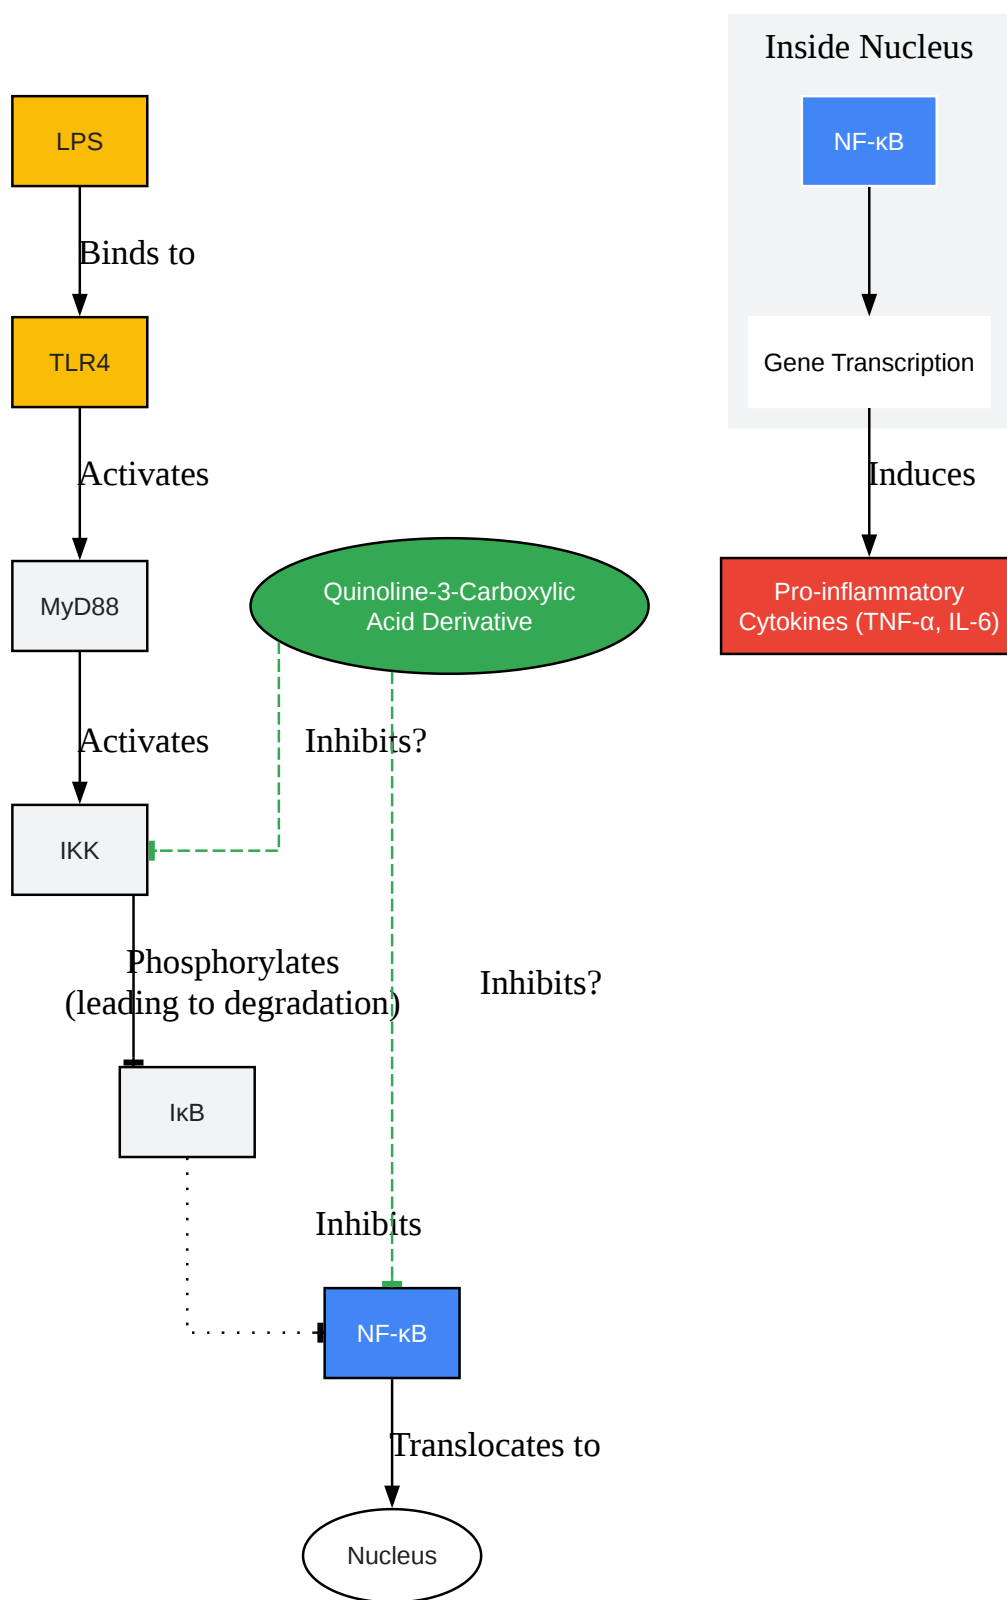 Inside Nucleus
LPS
NF-κB
Binds to
TLR4
Gene Transcription
Activates
Induces
MyD88
Quinoline-3-Carboxylic
Acid Derivative
Pro-inflammatory
Cytokines (TNF-α, IL-6)
Activates
Inhibits?
IKK
Phosphorylates
(leading to degradation)
Inhibits?
IκB
Inhibits
NF-κB
Translocates to
Nucleus